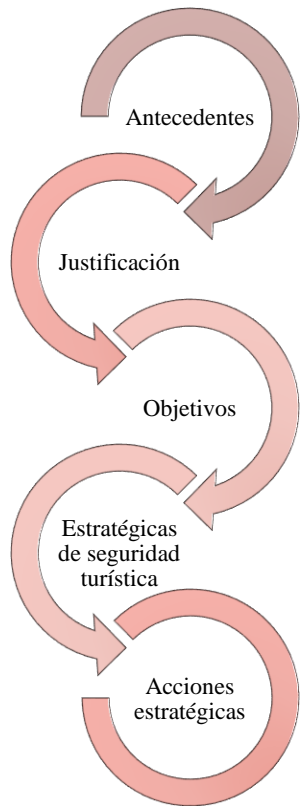 Antecedentes
Justificación
Objetivos
Estratégicas
de seguridad
turística
Acciones
estratégicas